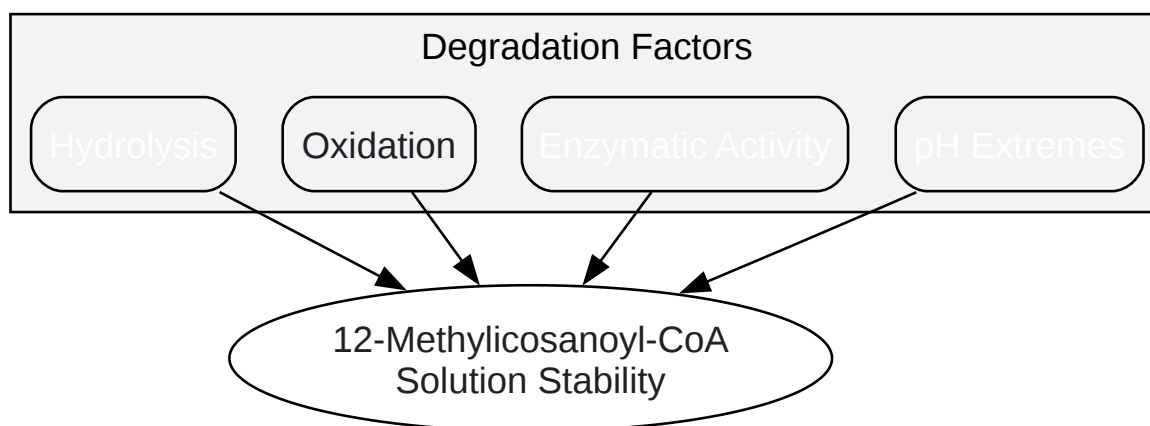 Degradation Factors
Hydrolysis Oxidation Enzymatic Activity pH Extremes
12-Methylicosanoyl-CoA
Solution Stability